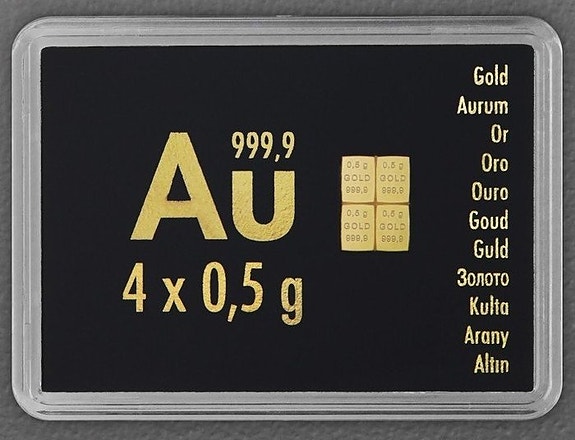 Au
999,9
4 x 0,5 g
0,5 g
GOLD
999,9
0,5 g
GOLD
999,9
0,5 g
GOLD
999,9
0,5 g
GOLD
999,9
Gold
Aurum
Or
Oro
Ouro
Goud
Guld
Золото
Kulta
Arany
Altın